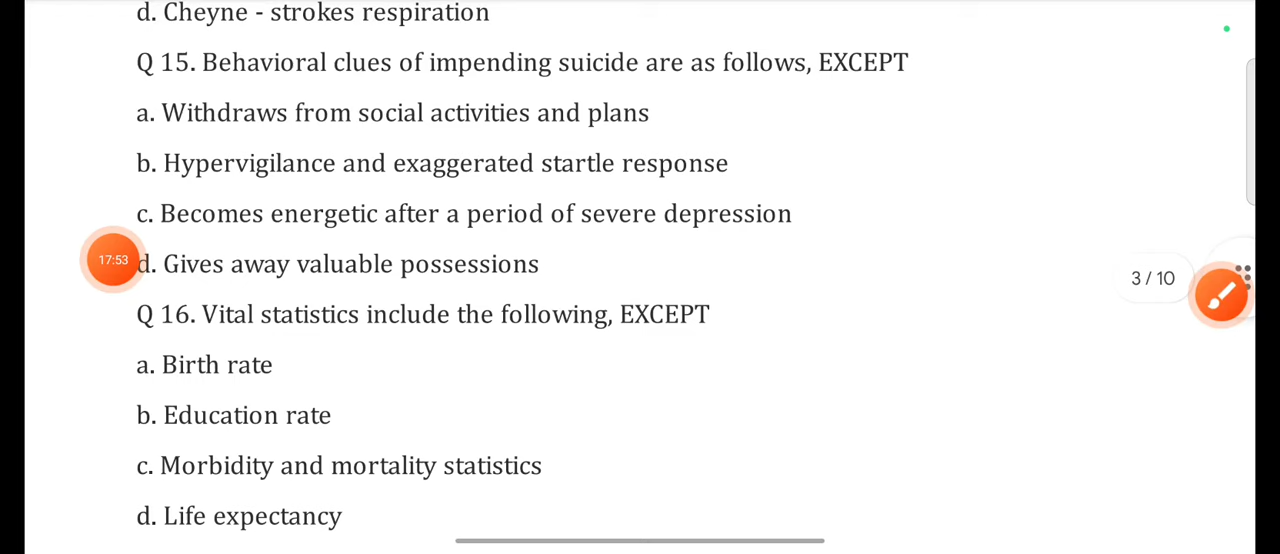 d. Cheyne - strokes respiration
Q 15. Behavioral clues of impending suicide are as follows, EXCEPT
a. Withdraws from social activities and plans
b. Hypervigilance and exaggerated startle response
c. Becomes energetic after a period of severe depression
17:53
d. Gives away valuable possessions
3 / 10
Q 16. Vital statistics include the following, EXCEPT
a. Birth rate
b. Education rate
c. Morbidity and mortality statistics
d. Life expectancy